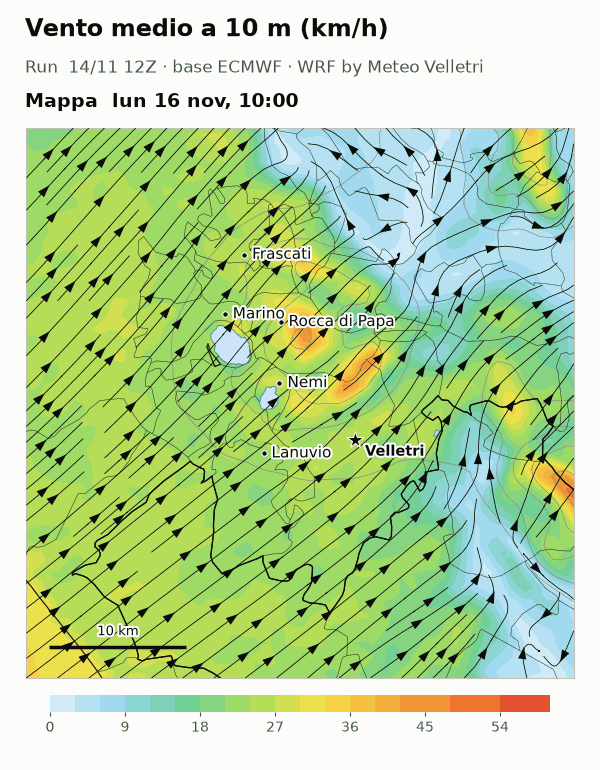 Vento medio a 10 m (km/h)
Run  14/11 12Z · base ECMWF · WRF by Meteo Velletri
Mappa  lun 16 nov, 10:00
Frascati
Marino
Rocca di Papa
Nemi
Velletri
Lanuvio
10 km
0 9 18 27 36 45 54